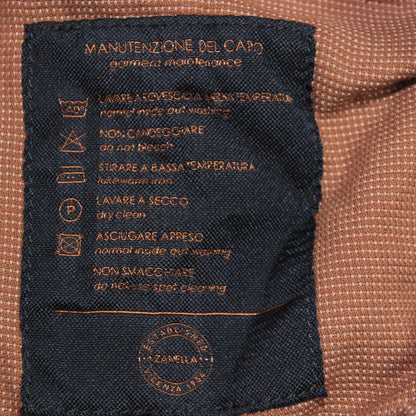 MANUTENZIONE DEL CAPO
garment maintenance
LAVARE A ROVESCIO A MEDIA TEMPERATURA
normal inside out washing
NON CANDEGGIARE
do not bleach
STIRARE A BASSA TEMPERATURA
lukewarm iron
P LAVARE A SECCO
dry clean
ASCIUGARE APPESO
normal inside out washing
NON SMACCHIARE
do not use spot cleaning
ESTABLISHED
ZANELLA
VICENZA 1954